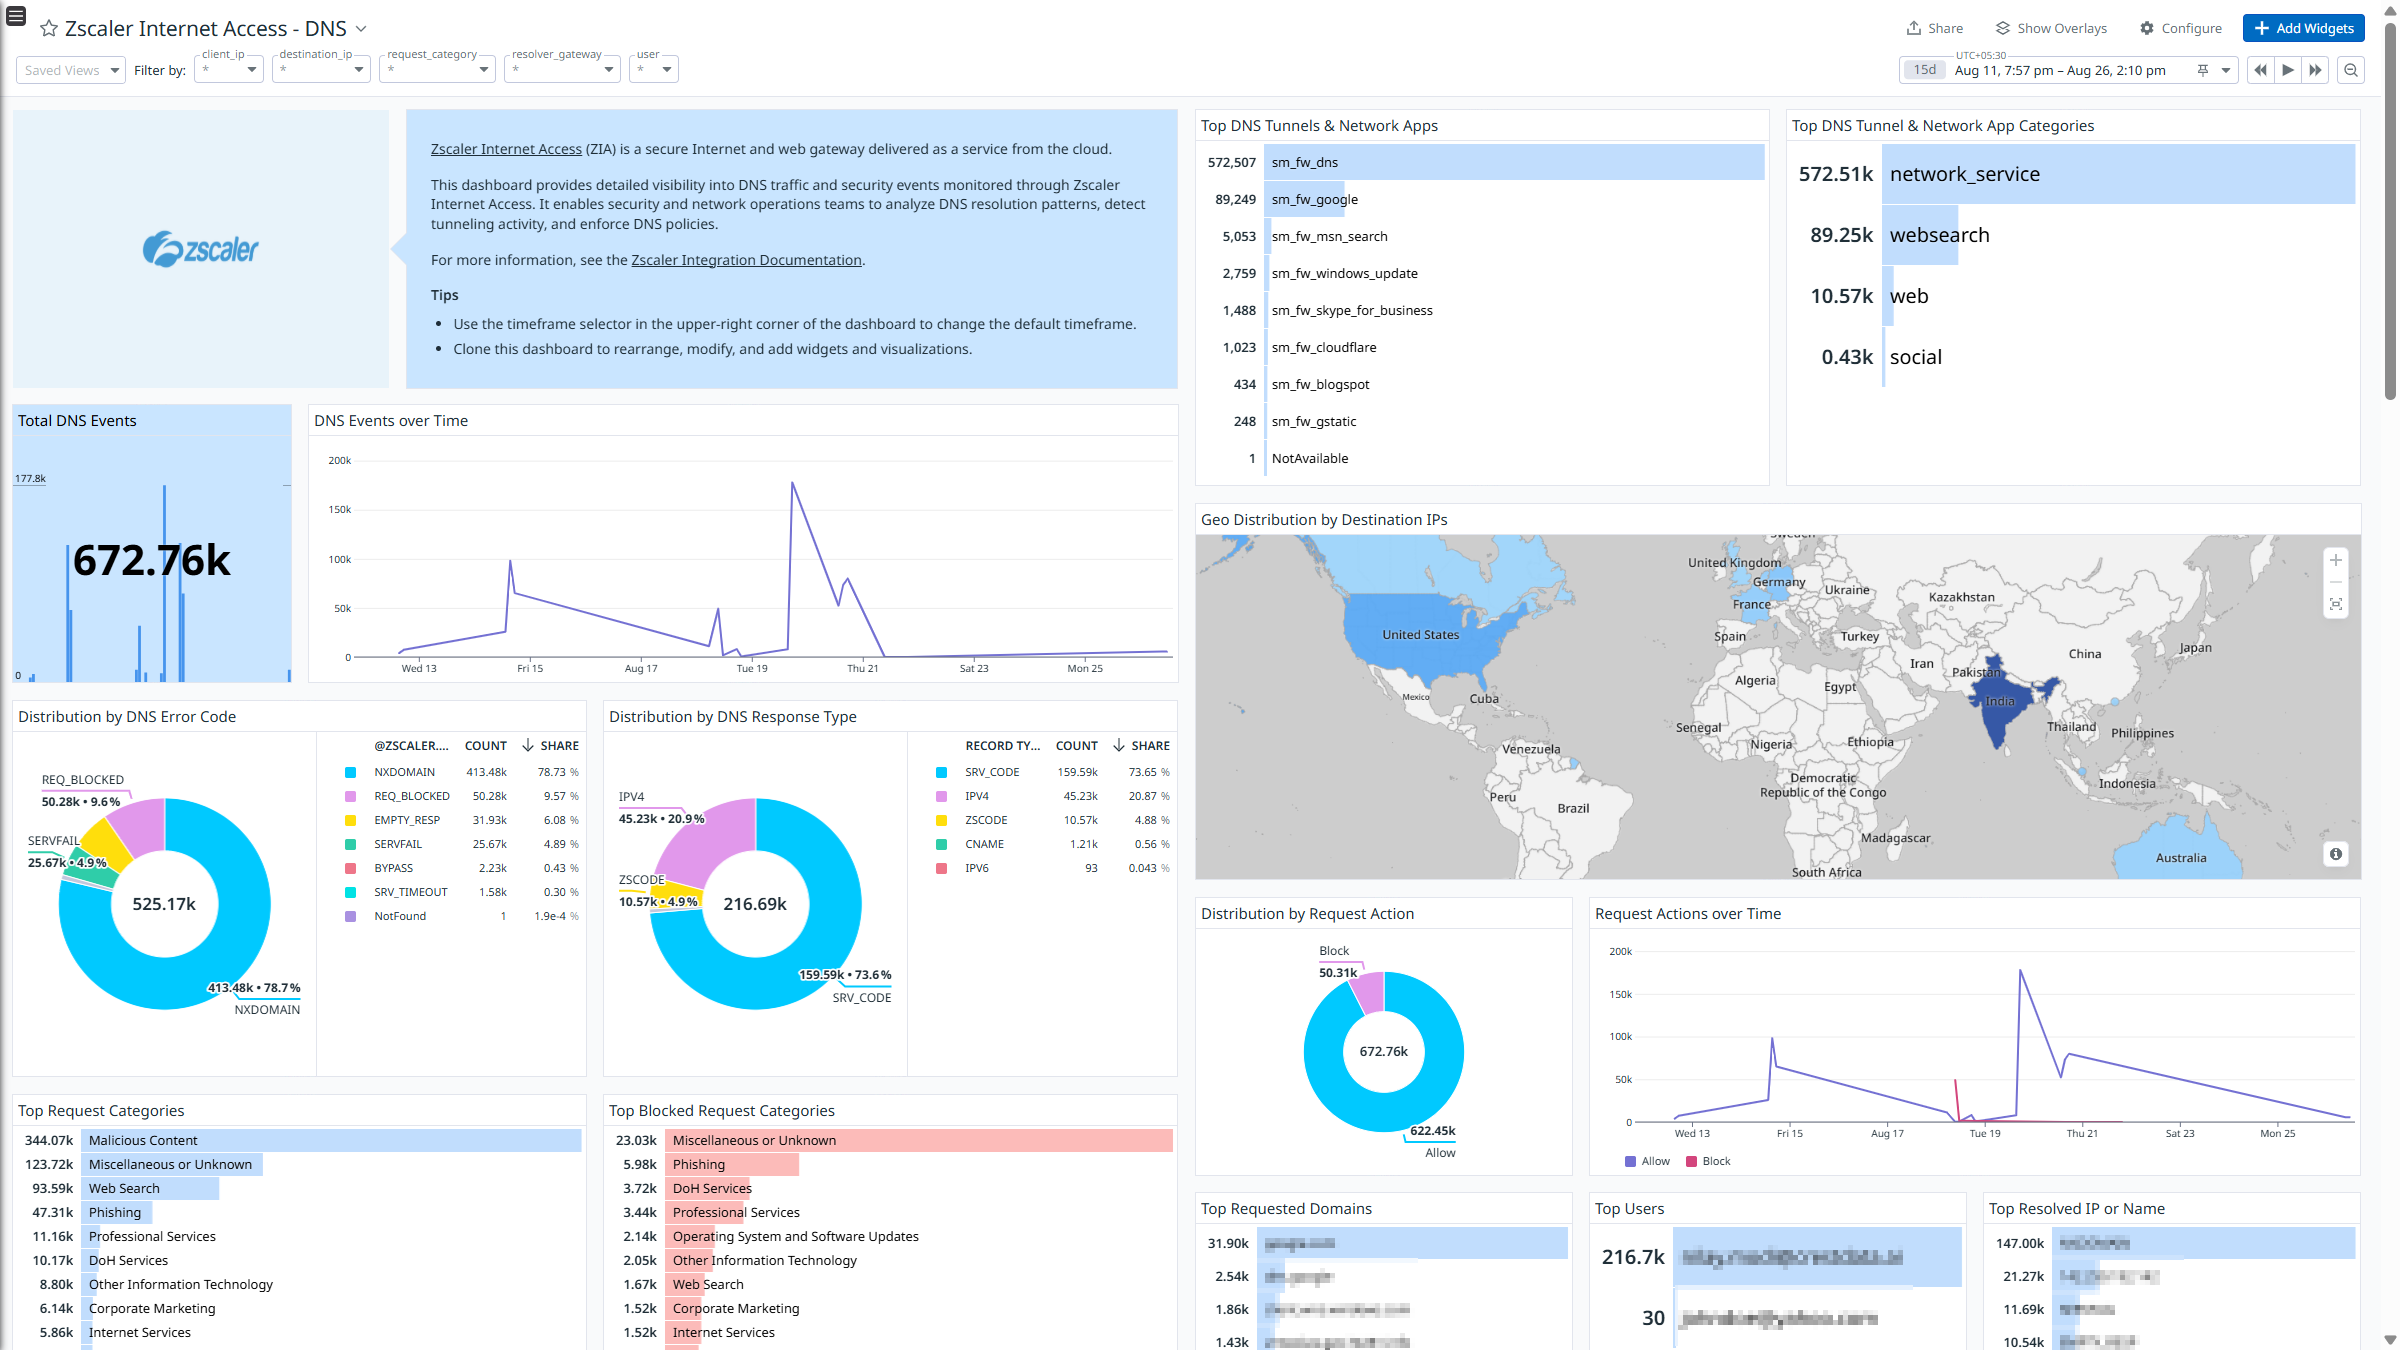 Zscaler Internet Access - DNS
Share
Show Overlays
Configure
Add Widgets
Saved Views
Filter by:
client_ip
*
destination_ip
*
request_category
*
resolver_gateway
*
user
*
UTC+05:30
15d
Aug 11, 7:57 pm – Aug 26, 2:10 pm
zscaler
Zscaler Internet Access (ZIA) is a secure Internet and web gateway delivered as a service from the cloud.
This dashboard provides detailed visibility into DNS traffic and security events monitored through Zscaler
Internet Access. It enables security and network operations teams to analyze DNS resolution patterns, detect
tunneling activity, and enforce DNS policies.
For more information, see the Zscaler Integration Documentation.
Tips
• Use the timeframe selector in the upper-right corner of the dashboard to change the default timeframe.
• Clone this dashboard to rearrange, modify, and add widgets and visualizations.
Top DNS Tunnels & Network Apps
572,507 sm_fw_dns
89,249 sm_fw_google
5,053 sm_fw_msn_search
2,759 sm_fw_windows_update
1,488 sm_fw_skype_for_business
1,023 sm_fw_cloudflare
434 sm_fw_blogspot
248 sm_fw_gstatic
1 NotAvailable
Top DNS Tunnel & Network App Categories
572.51k network_service
89.25k websearch
10.57k web
0.43k social
Total DNS Events
177.8k
672.76k
0
DNS Events over Time
200k
150k
100k
50k
0
Wed 13 Fri 15 Aug 17 Tue 19 Thu 21 Sat 23 Mon 25
Geo Distribution by Destination IPs
Sweden
United Kingdom
Germany
Ukraine
Kazakhstan
France
United States
Spain
Turkey
Japan
China
Iran
Pakistan
Algeria
Egypt
Mexico
Cuba
India
Senegal
Thailand
Philippines
Nigeria
Ethiopia
Venezuela
Democratic
Republic of the Congo
Indonesia
Peru
Brazil
Madagascar
Australia
South Africa
Distribution by DNS Error Code
REQ_BLOCKED
50.28k • 9.6%
SERVFAIL
25.67k • 4.9%
525.17k
413.48k • 78.7%
NXDOMAIN
@ZSCALER.... COUNT SHARE
NXDOMAIN 413.48k 78.73 %
REQ_BLOCKED 50.28k 9.57 %
EMPTY_RESP 31.93k 6.08 %
SERVFAIL 25.67k 4.89 %
BYPASS 2.23k 0.43 %
SRV_TIMEOUT 1.58k 0.30 %
NotFound 1 1.9e-4 %
Distribution by DNS Response Type
IPV4
45.23k • 20.9%
ZSCODE
10.57k • 4.9%
216.69k
159.59k • 73.6%
SRV_CODE
RECORD TY... COUNT SHARE
SRV_CODE 159.59k 73.65 %
IPV4 45.23k 20.87 %
ZSCODE 10.57k 4.88 %
CNAME 1.21k 0.56 %
IPV6 93 0.043 %
Distribution by Request Action
Block
50.31k
672.76k
622.45k
Allow
Request Actions over Time
200k
150k
100k
50k
0
Wed 13 Fri 15 Aug 17 Tue 19 Thu 21 Sat 23 Mon 25
Allow Block
Top Request Categories
344.07k Malicious Content
123.72k Miscellaneous or Unknown
93.59k Web Search
47.31k Phishing
11.16k Professional Services
10.17k DoH Services
8.80k Other Information Technology
6.14k Corporate Marketing
5.86k Internet Services
Top Blocked Request Categories
23.03k Miscellaneous or Unknown
5.98k Phishing
3.72k DoH Services
3.44k Professional Services
2.14k Operating System and Software Updates
2.05k Other Information Technology
1.67k Web Search
1.52k Corporate Marketing
1.52k Internet Services
Top Requested Domains
31.90k
2.54k
1.86k
1.43k
Top Users
216.7k
30
Top Resolved IP or Name
147.00k
21.27k
11.69k
10.54k